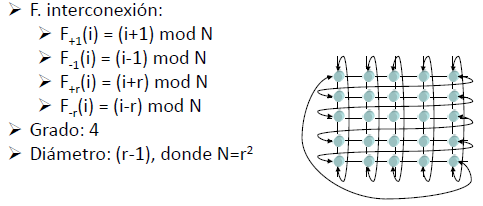 ➢ F. interconexión:
➢ F₊₁(i) = (i+1) mod N
➢ F₋₁(i) = (i-1) mod N
➢ F₊ᵣ(i) = (i+r) mod N
➢ F₋ᵣ(i) = (i-r) mod N
➢ Grado: 4
➢ Diámetro: (r-1), donde N=r²